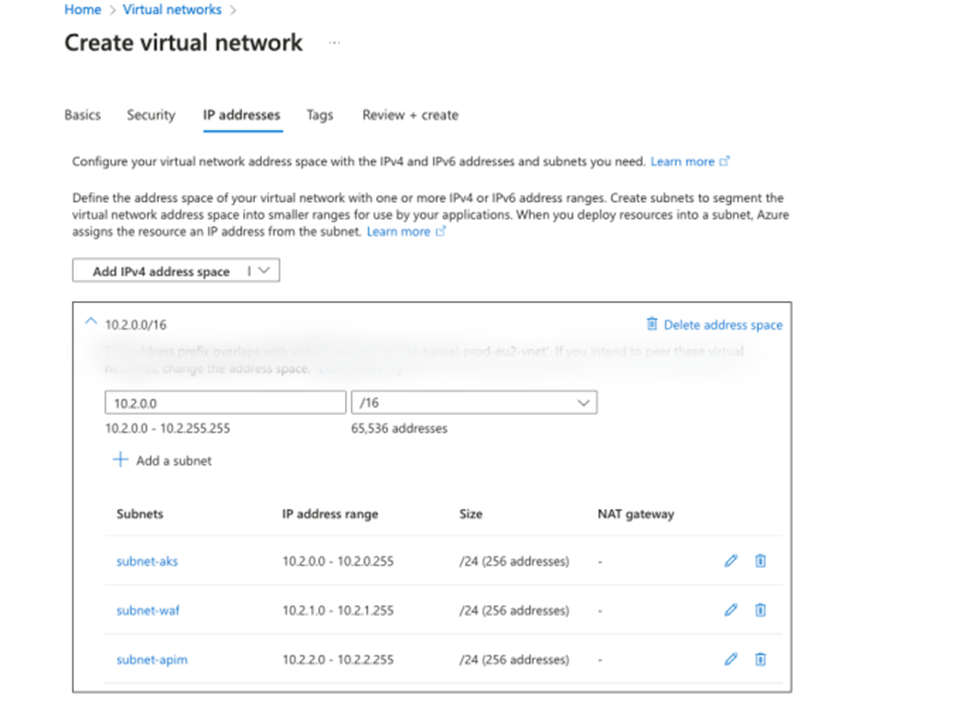 Home > Virtual networks >
Create virtual network ...
Basics Security IP addresses Tags Review + create
Configure your virtual network address space with the IPv4 and IPv6 addresses and subnets you need. Learn more
Define the address space of your virtual network with one or more IPv4 or IPv6 address ranges. Create subnets to segment the
virtual network address space into smaller ranges for use by your applications. When you deploy resources into a subnet, Azure
assigns the resource an IP address from the subnet. Learn more
Add IPv4 address space |
10.2.0.0/16 Delete address space
address prefix overlaps with tunnel-prod-eu2-vnet'. If you intend to peer these virtual
change the address space.
10.2.0.0 /16
10.2.0.0 - 10.2.255.255 65,536 addresses
+ Add a subnet
Subnets IP address range Size NAT gateway
subnet-aks 10.2.0.0 - 10.2.0.255 /24 (256 addresses) -
subnet-waf 10.2.1.0 - 10.2.1.255 /24 (256 addresses) -
subnet-apim 10.2.2.0 - 10.2.2.255 /24 (256 addresses) -